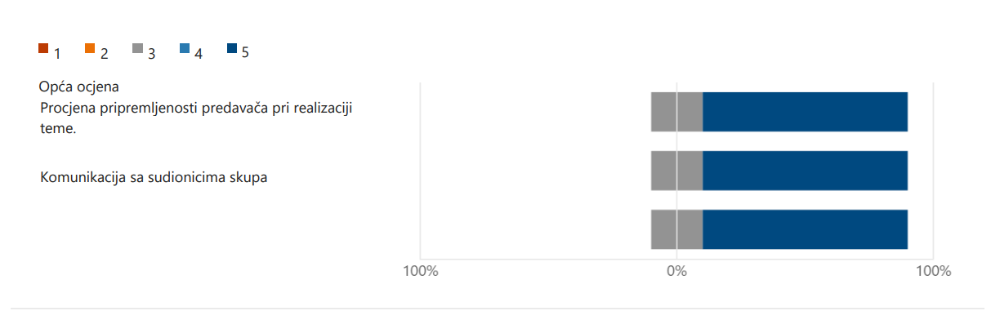 1 2 3 4 5
Opća ocjena
Procjena pripremljenosti predavača pri realizaciji
teme.
Komunikacija sa sudionicima skupa
100% 0% 100%